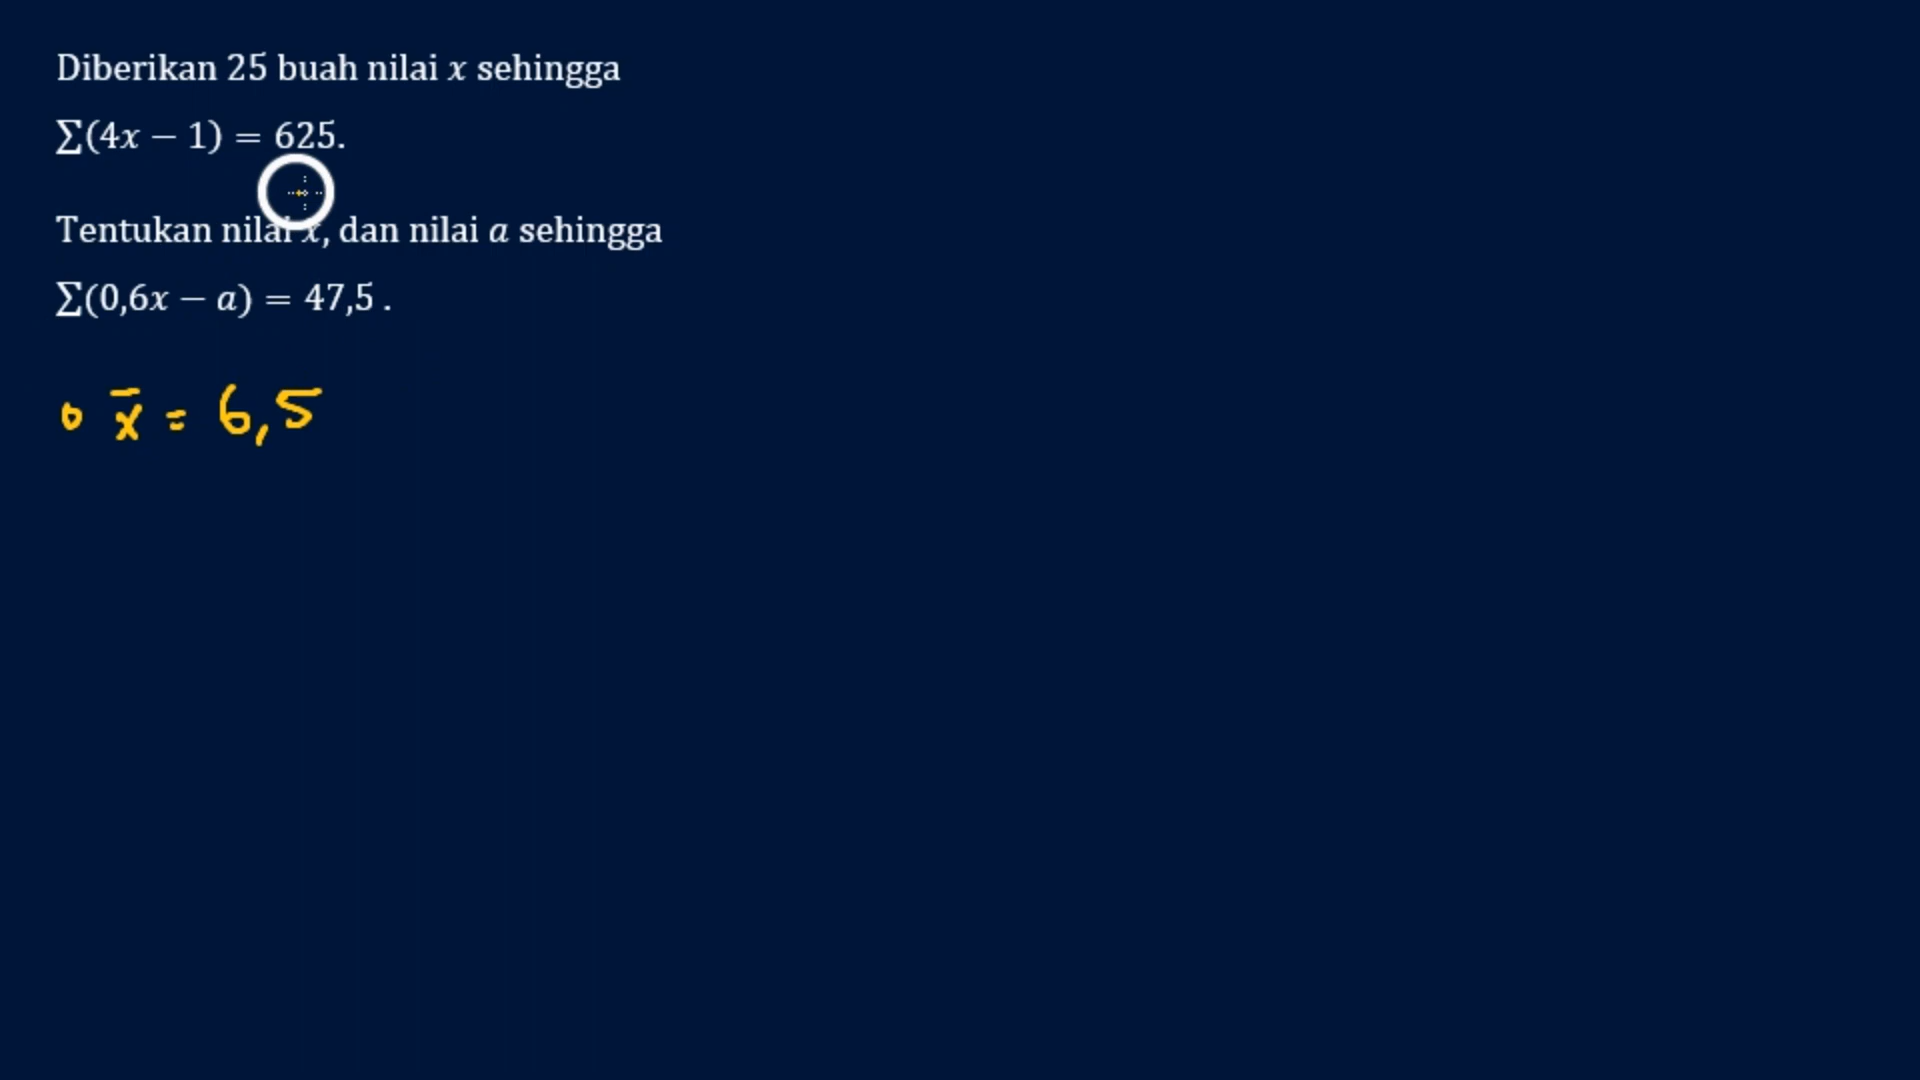 Diberikan 25 buah nilai x sehingga
∑(4x − 1) = 625.
Tentukan nilai x̄, dan nilai a sehingga
∑(0,6x − a) = 47,5 .
x̄ = 6,5